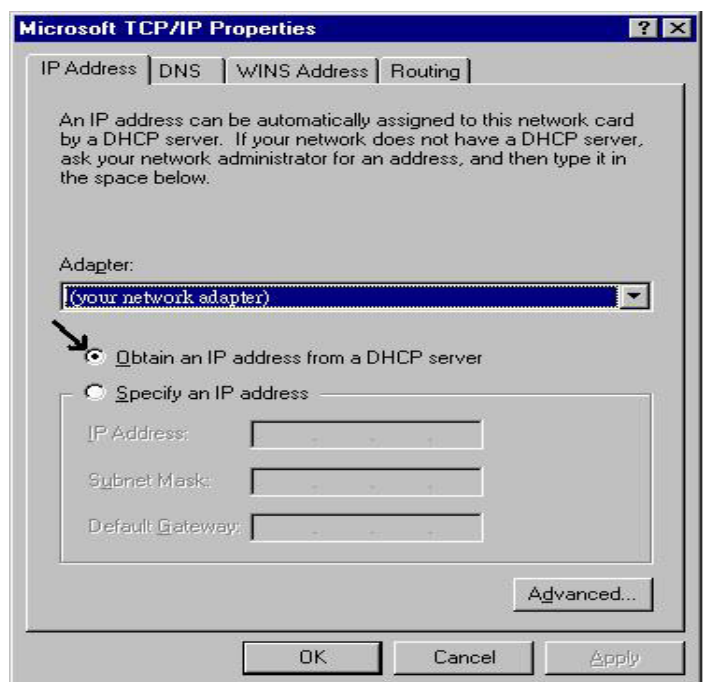 Microsoft TCP/IP Properties
IP Address DNS WINS Address Routing
An IP address can be automatically assigned to this network card
by a DHCP server. If your network does not have a DHCP server,
ask your network administrator for an address, and then type it in
the space below.
Adapter:
(your network adapter)
Obtain an IP address from a DHCP server
Specify an IP address
IP Address:
Subnet Mask:
Default Gateway:
Advanced...
OK Cancel Apply